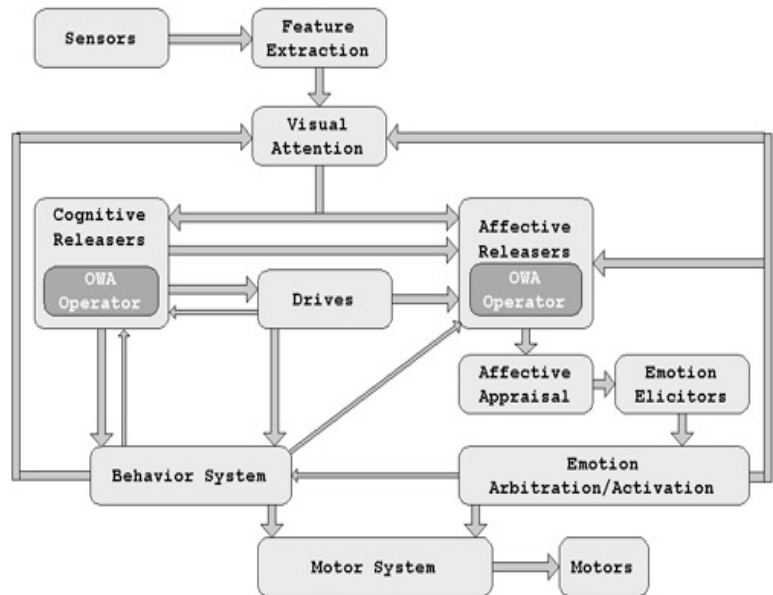 Sensors
Feature
Extraction
Visual
Attention
Cognitive
Releasers
OWA
Operator
Affective
Releasers
OWA
Operator
Drives
Affective
Appraisal
Emotion
Elicitors
Behavior System
Emotion
Arbitration/Activation
Motor System
Motors